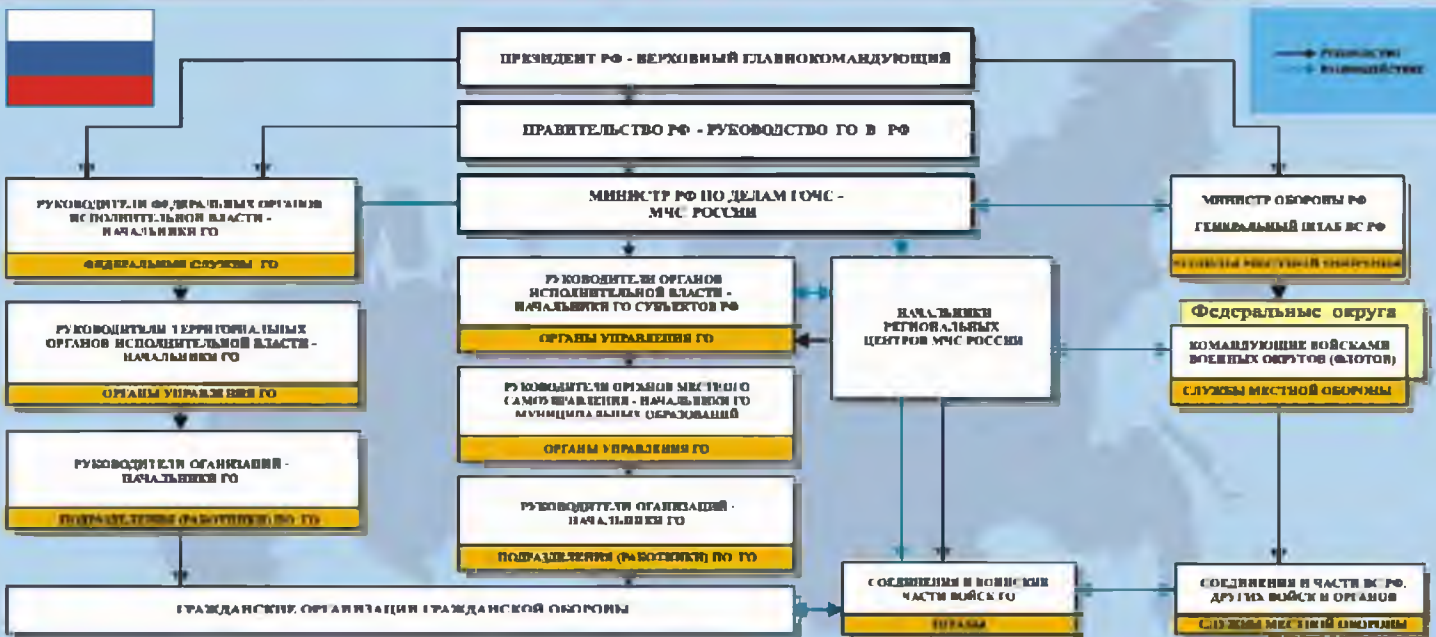 ПРЕЗИДЕНТ РФ - ВЕРХОВНЫЙ ГЛАВНОКОМАНДУЮЩИЙ
РУКОВОДСТВО
ВЗАИМОДЕЙСТВИЕ
ПРАВИТЕЛЬСТВО РФ - РУКОВОДСТВО ГО В РФ
РУКОВОДИТЕЛИ ФЕДЕРАЛЬНЫХ ОРГАНОВ
ИСПОЛНИТЕЛЬНОЙ ВЛАСТИ -
НАЧАЛЬНИКИ ГО
ФЕДЕРАЛЬНЫЕ СЛУЖБЫ ГО
МИНИСТР РФ ПО ДЕЛАМ ГОЧС -
МЧС РОССИИ
МИНИСТР ОБОРОНЫ РФ
ГЕНЕРАЛЬНЫЙ ШТАБ ВС РФ
МЕСТНОЙ ОБОРОНЫ
РУКОВОДИТЕЛИ ТЕРРИТОРИАЛЬНЫХ
ОРГАНОВ ИСПОЛНИТЕЛЬНОЙ ВЛАСТИ -
НАЧАЛЬНИКИ ГО
ОРГАНЫ УПРАВЛЕНИЯ ГО
РУКОВОДИТЕЛИ ОРГАНОВ
ИСПОЛНИТЕЛЬНОЙ ВЛАСТИ -
НАЧАЛЬНИКИ ГО СУБЪЕКТОВ РФ
ОРГАНЫ УПРАВЛЕНИЯ ГО
НАЧАЛЬНИКИ
РЕГИОНАЛЬНЫХ
ЦЕНТРОВ МЧС РОССИИ
Федеральные округа
КОМАНДУЮЩИЕ ВОЙСКАМИ
ВОЕННЫХ ОКРУГОВ (ФЛОТОВ)
СЛУЖБЫ МЕСТНОЙ ОБОРОНЫ
РУКОВОДИТЕЛИ ОРГАНОВ МЕСТНОГО
САМОУПРАВЛЕНИЯ - НАЧАЛЬНИКИ ГО
МУНИЦИПАЛЬНЫХ ОБРАЗОВАНИЙ
ОРГАНЫ УПРАВЛЕНИЯ ГО
РУКОВОДИТЕЛИ ОГАНИЗАЦИЙ -
НАЧАЛЬНИКИ ГО
ПОДРАЗДЕЛЕНИЯ (РАБОТНИКИ) ПО ГО
РУКОВОДИТЕЛИ ОГАНИЗАЦИЙ -
НАЧАЛЬНИКИ ГО
ПОДРАЗДЕЛЕНИЯ (РАБОТНИКИ) ПО ГО
ГРАЖДАНСКИЕ ОРГАНИЗАЦИИ ГРАЖДАНСКОЙ ОБОРОНЫ
СОЕДИНЕНИЯ И ВОИНСКИЕ
ЧАСТИ ВОЙСК ГО
ШТАБЫ
СОЕДИНЕНИЯ И ЧАСТИ ВС РФ,
ДРУГИХ ВОЙСК И ОРГАНОВ
СЛУЖБЫ МЕСТНОЙ ОБОРОНЫ